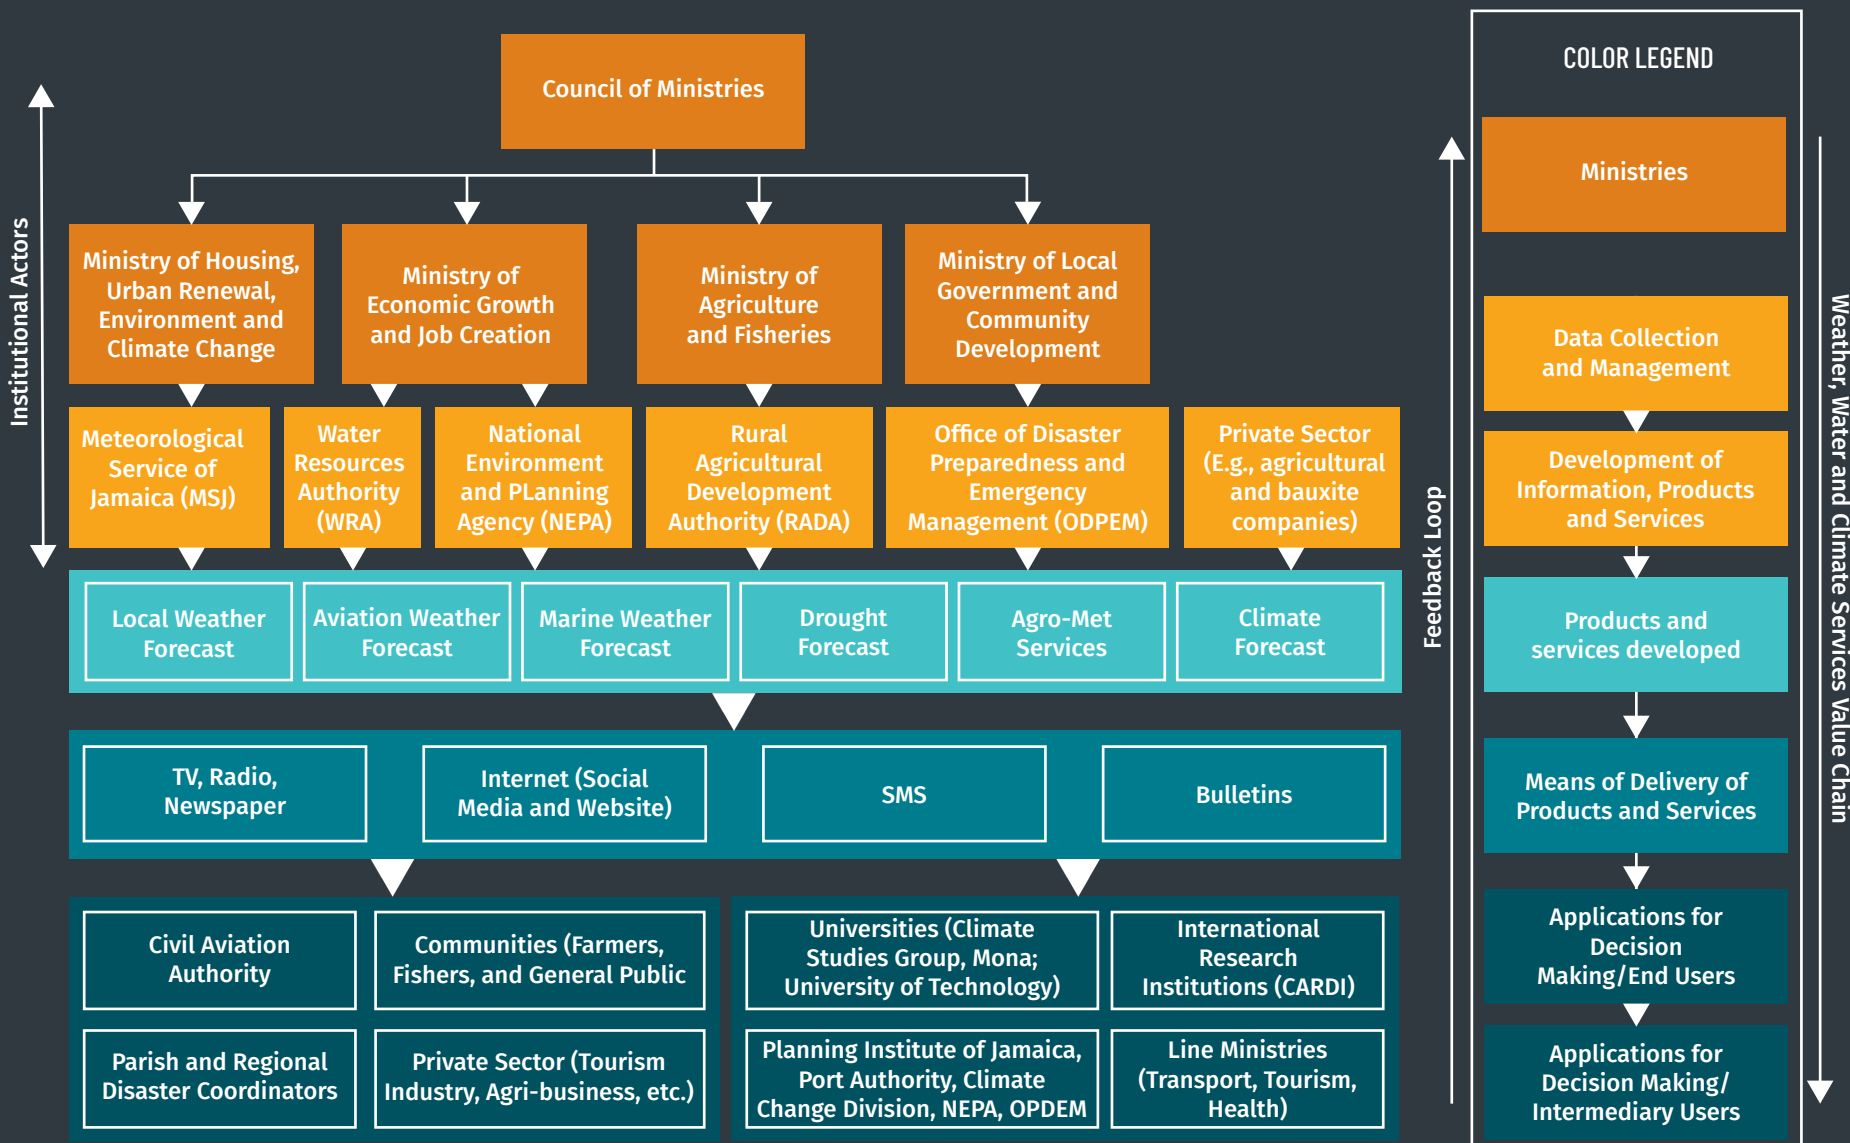 Council of Ministries
Ministry of Housing,
Urban Renewal,
Environment and
Climate Change
Ministry of
Economic Growth
and Job Creation
Ministry of
Agriculture
and Fisheries
Ministry of Local
Government and
Community
Development
Institutional Actors
Meteorological
Service of
Jamaica (MSJ)
Water
Resources
Authority
(WRA)
National
Environment
and PLanning
Agency (NEPA)
Rural
Agricultural
Development
Authority (RADA)
Office of Disaster
Preparedness and
Emergency
Management (ODPEM)
Private Sector
(E.g., agricultural
and bauxite
companies)
Local Weather
Forecast
Aviation Weather
Forecast
Marine Weather
Forecast
Drought
Forecast
Agro-Met
Services
Climate
Forecast
TV, Radio,
Newspaper
Internet (Social
Media and Website)
SMS
Bulletins
Civil Aviation
Authority
Communities (Farmers,
Fishers, and General Public
Universities (Climate
Studies Group, Mona;
University of Technology)
International
Research
Institutions (CARDI)
Parish and Regional
Disaster Coordinators
Private Sector (Tourism
Industry, Agri-business, etc.)
Planning Institute of Jamaica,
Port Authority, Climate
Change Division, NEPA, OPDEM
Line Ministries
(Transport, Tourism,
Health)
Feedback Loop
COLOR LEGEND
Ministries
Data Collection
and Management
Development of
Information, Products
and Services
Products and
services developed
Means of Delivery of
Products and Services
Applications for
Decision
Making/End Users
Applications for
Decision Making/
Intermediary Users
Weather, Water and Climate Services Value Chain